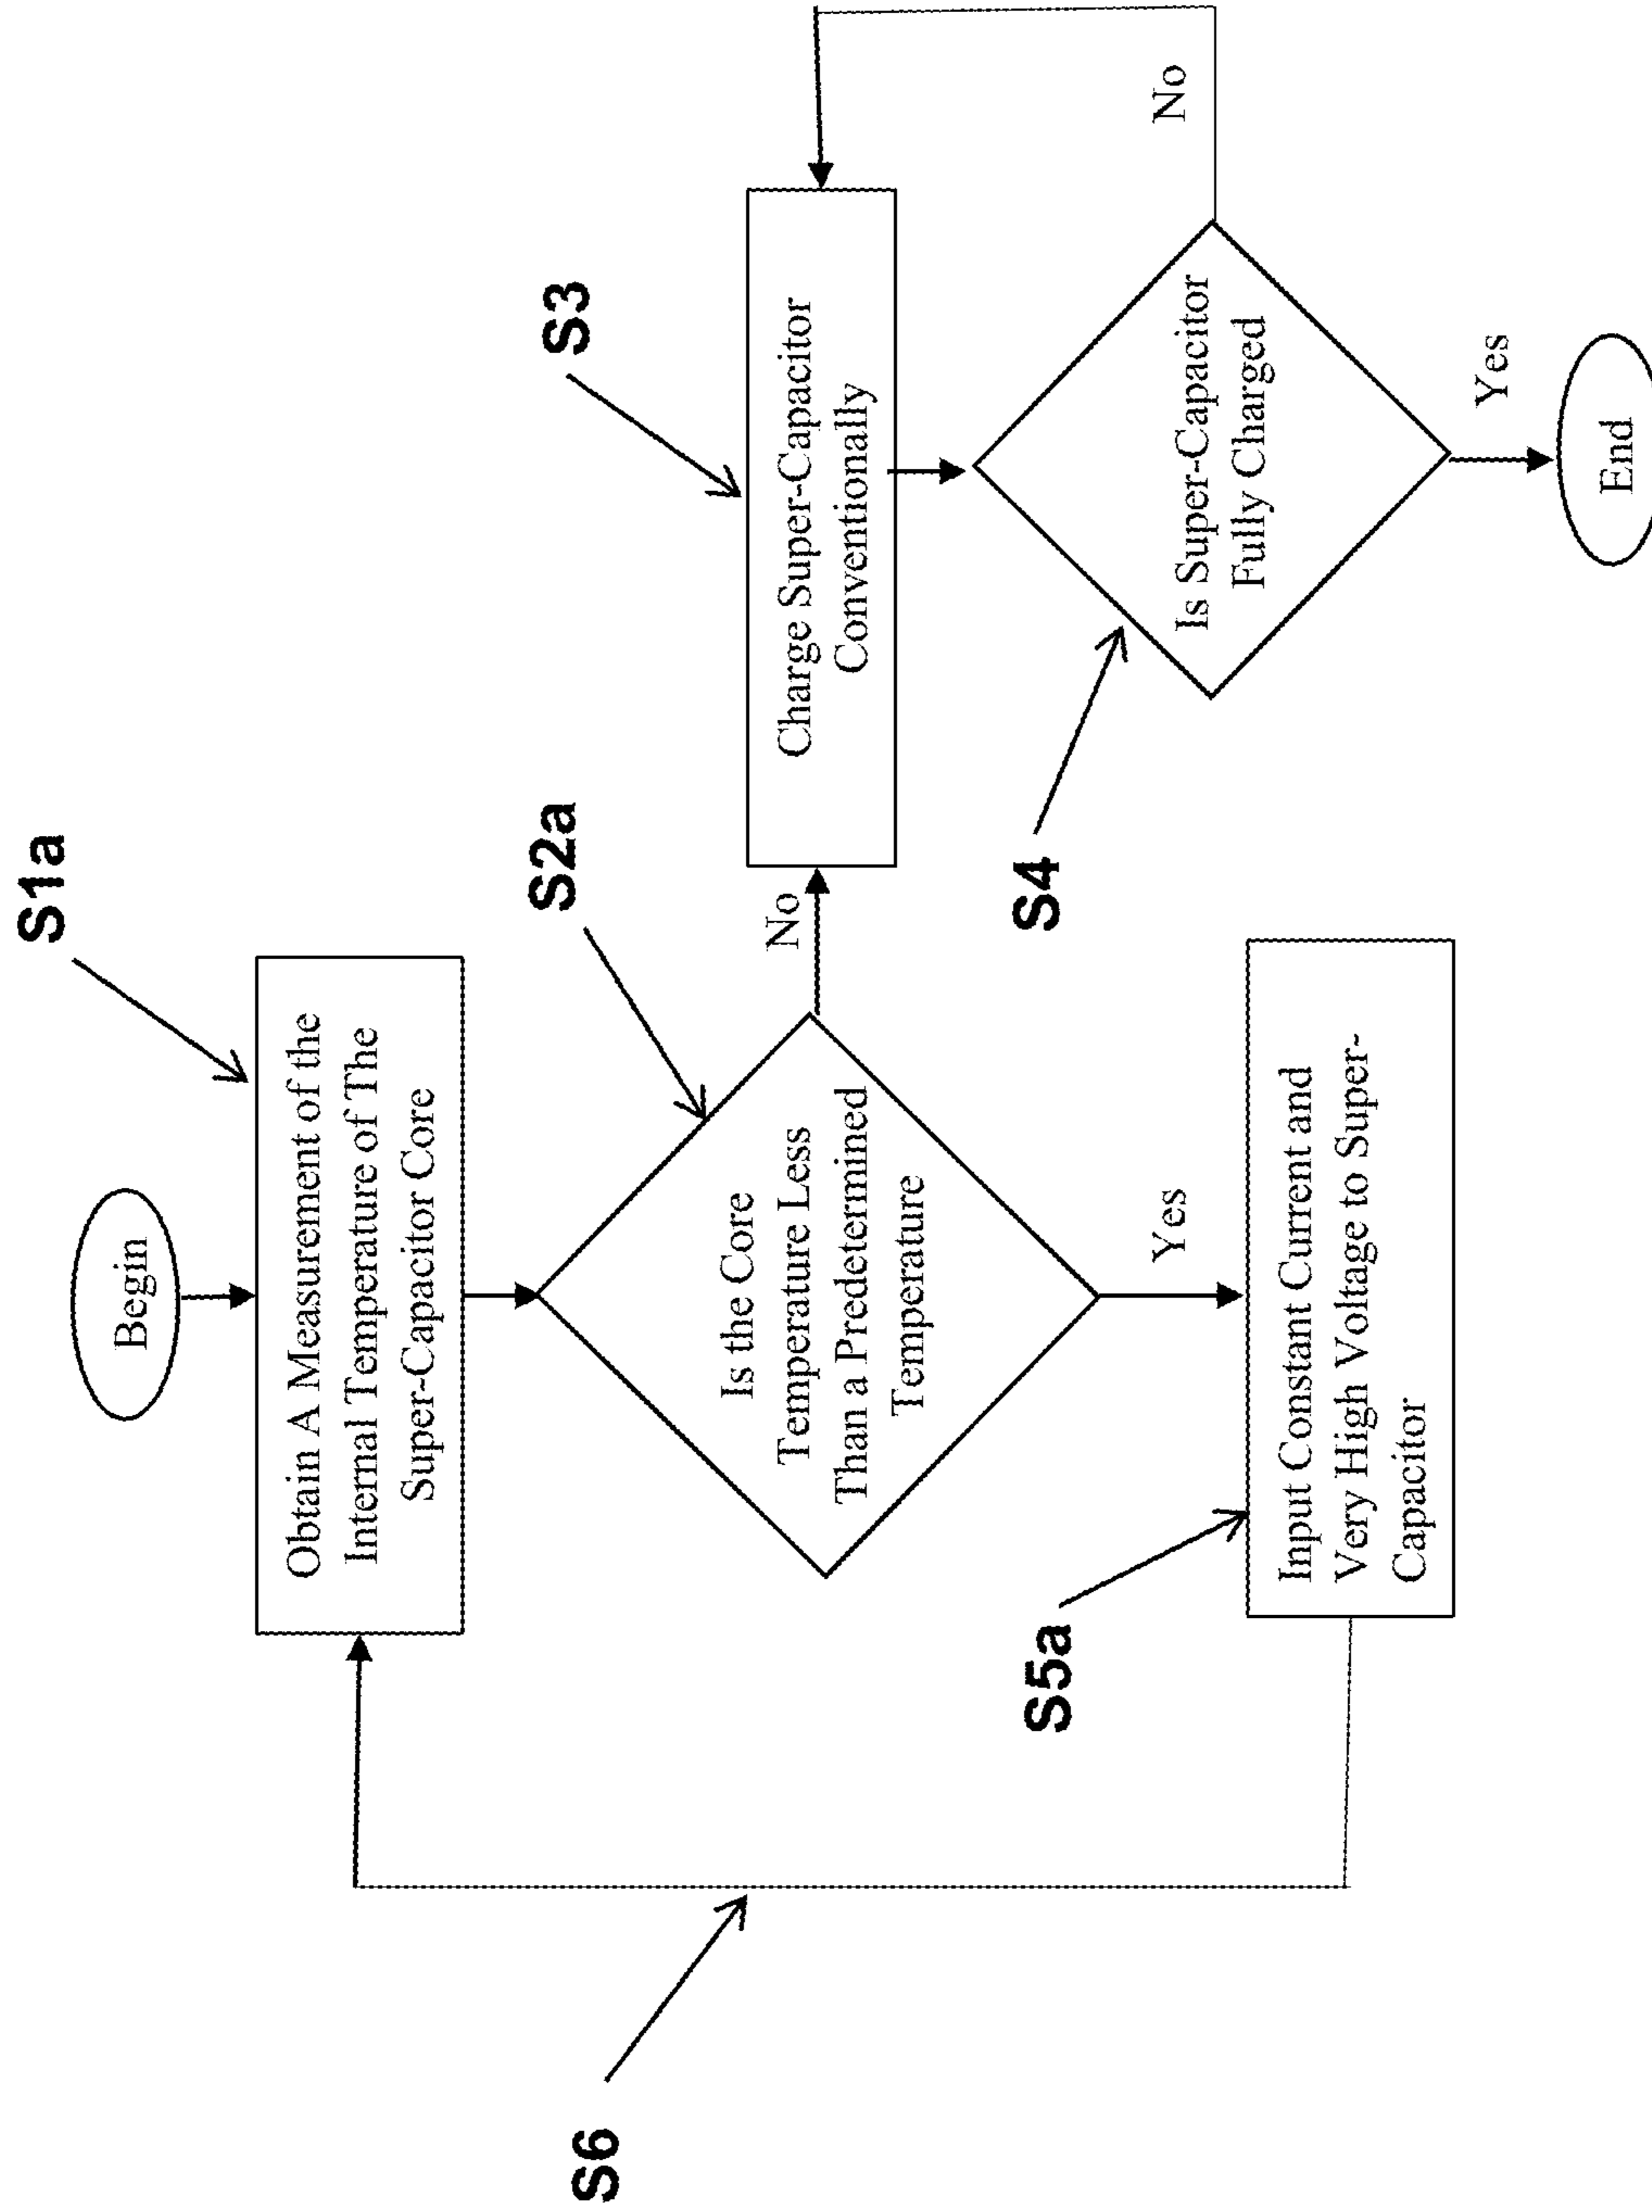 Begin
S1a
Obtain A Measurement of the
Internal Temperature of The
Super-Capacitor Core
S2a
Is the Core
Temperature Less
Than a Predetermined
Temperature
No
Yes
S3
Charge Super-Capacitor
Conventionally
S4
Is Super-Capacitor
Fully Charged
No
Yes
End
S5a
Input Constant Current and
Very High Voltage to Super-
Capacitor
S6